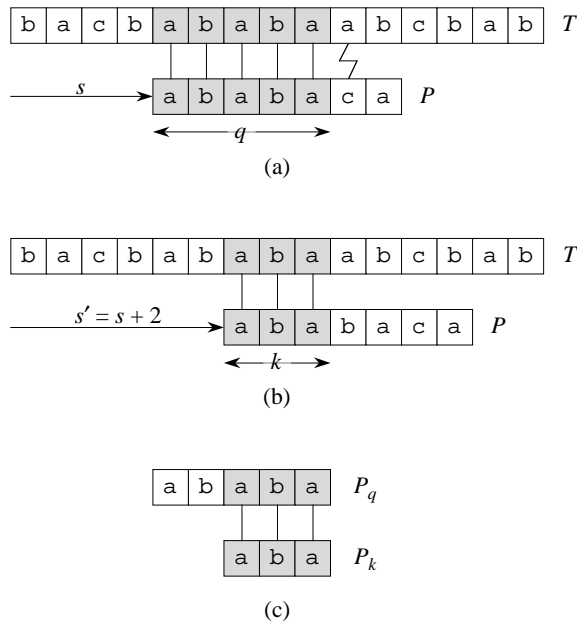 b a c b a b a b a a b c b a b T
s a b a b a c a P
q
(a)
b a c b a b a b a a b c b a b T
s′ = s + 2 a b a b a c a P
k
(b)
a b a b a P_q
a b a P_k
(c)